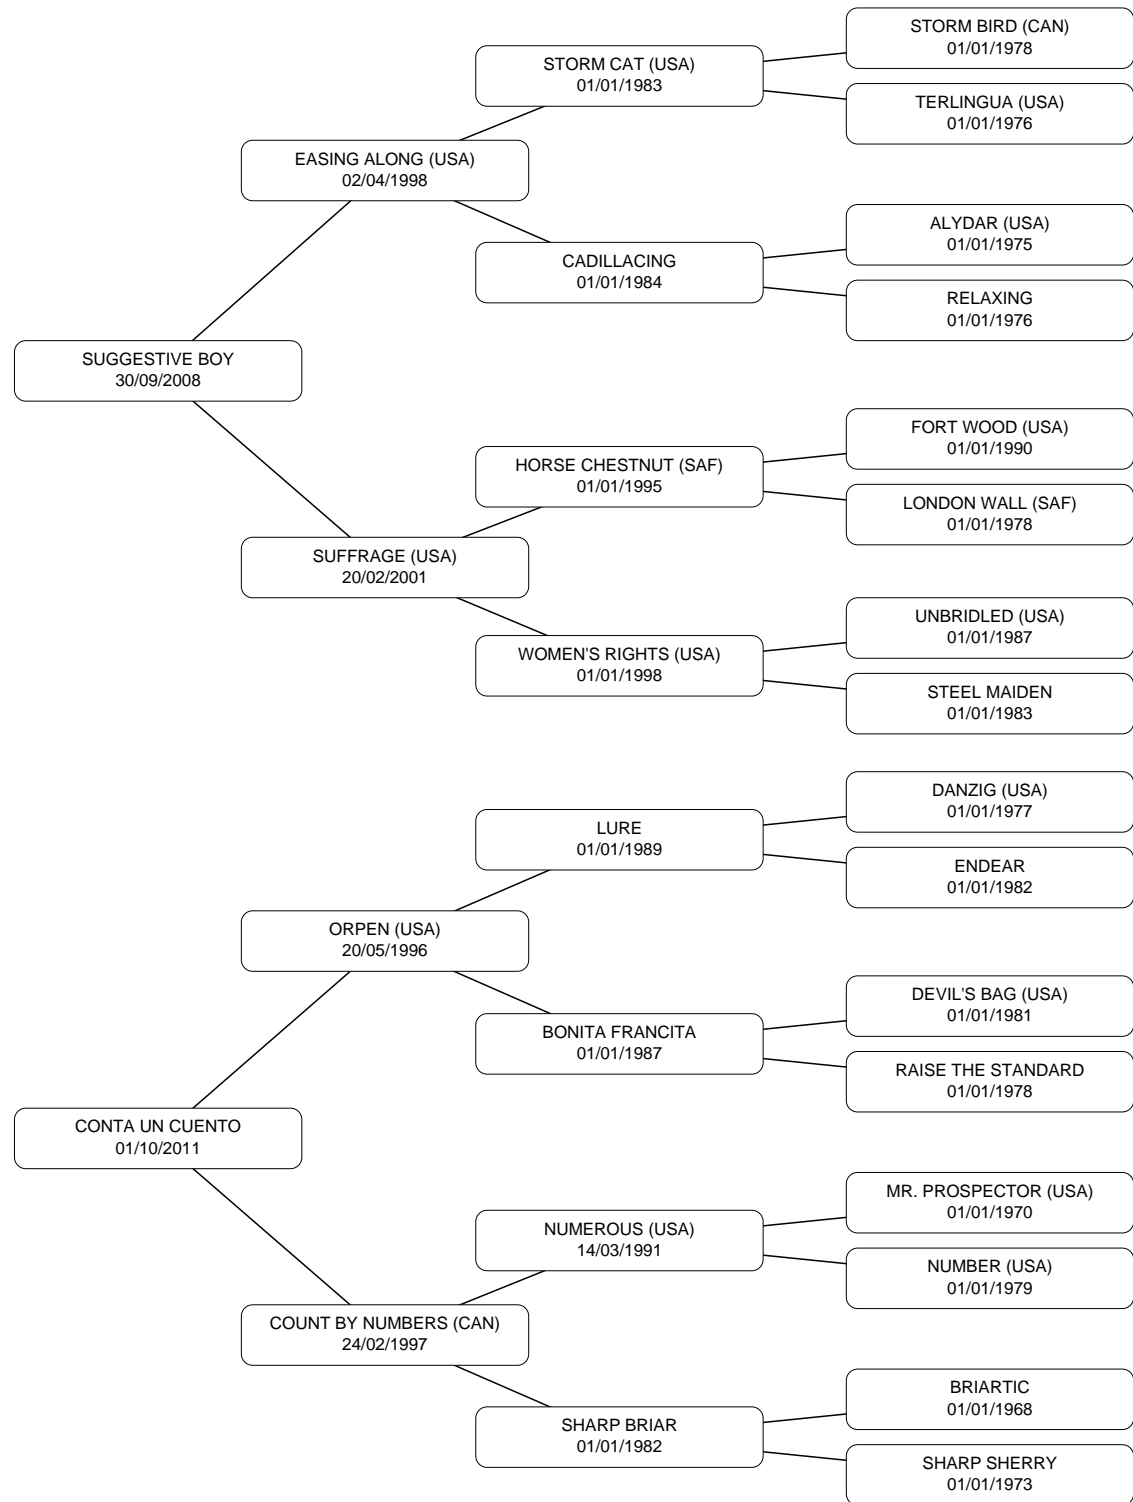 STORM BIRD (CAN)
01/01/1978
STORM CAT (USA)
01/01/1983
TERLINGUA (USA)
01/01/1976
EASING ALONG (USA)
02/04/1998
ALYDAR (USA)
01/01/1975
CADILLACING
01/01/1984
RELAXING
01/01/1976
SUGGESTIVE BOY
30/09/2008
FORT WOOD (USA)
01/01/1990
HORSE CHESTNUT (SAF)
01/01/1995
LONDON WALL (SAF)
01/01/1978
SUFFRAGE (USA)
20/02/2001
UNBRIDLED (USA)
01/01/1987
WOMEN'S RIGHTS (USA)
01/01/1998
STEEL MAIDEN
01/01/1983
DANZIG (USA)
01/01/1977
LURE
01/01/1989
ENDEAR
01/01/1982
ORPEN (USA)
20/05/1996
DEVIL'S BAG (USA)
01/01/1981
BONITA FRANCITA
01/01/1987
RAISE THE STANDARD
01/01/1978
CONTA UN CUENTO
01/10/2011
MR. PROSPECTOR (USA)
01/01/1970
NUMEROUS (USA)
14/03/1991
NUMBER (USA)
01/01/1979
COUNT BY NUMBERS (CAN)
24/02/1997
BRIARTIC
01/01/1968
SHARP BRIAR
01/01/1982
SHARP SHERRY
01/01/1973